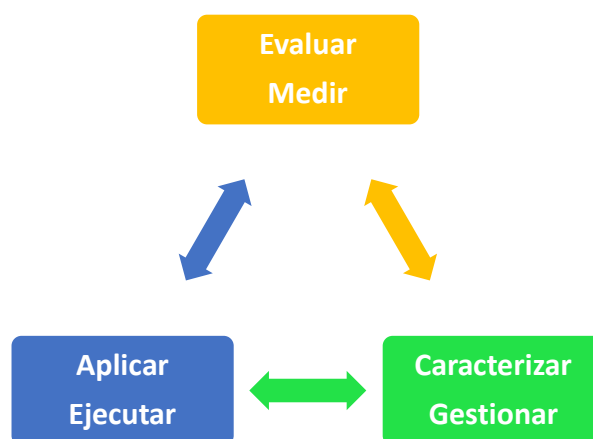 Evaluar
Medir
Aplicar
Ejecutar
Caracterizar
Gestionar